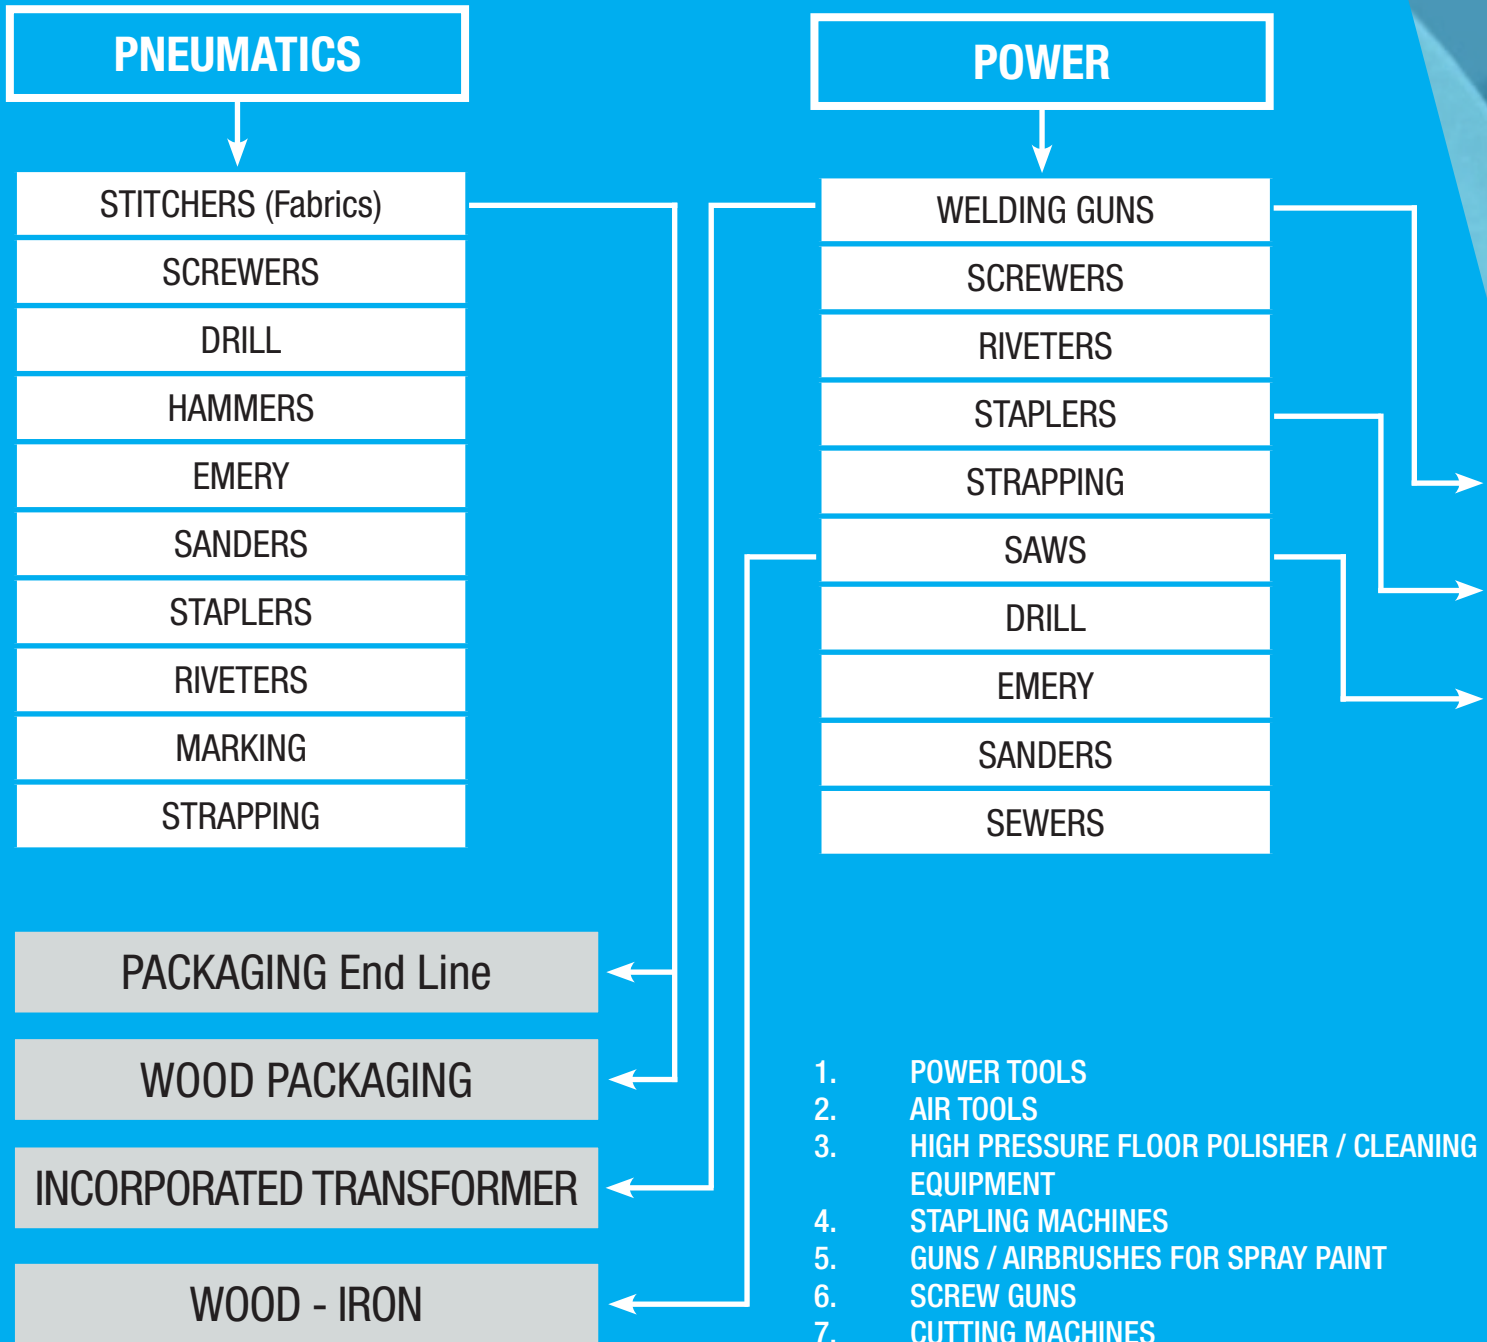 PNEUMATICS
STITCHERS (Fabrics)
SCREWERS
DRILL
HAMMERS
EMERY
SANDERS
STAPLERS
RIVETERS
MARKING
STRAPPING
POWER
WELDING GUNS
SCREWERS
RIVETERS
STAPLERS
STRAPPING
SAWS
DRILL
EMERY
SANDERS
SEWERS
PACKAGING End Line
WOOD PACKAGING
INCORPORATED TRANSFORMER
WOOD - IRON
1. POWER TOOLS
2. AIR TOOLS
3. HIGH PRESSURE FLOOR POLISHER / CLEANING
EQUIPMENT
4. STAPLING MACHINES
5. GUNS / AIRBRUSHES FOR SPRAY PAINT
6. SCREW GUNS
7. CUTTING MACHINES